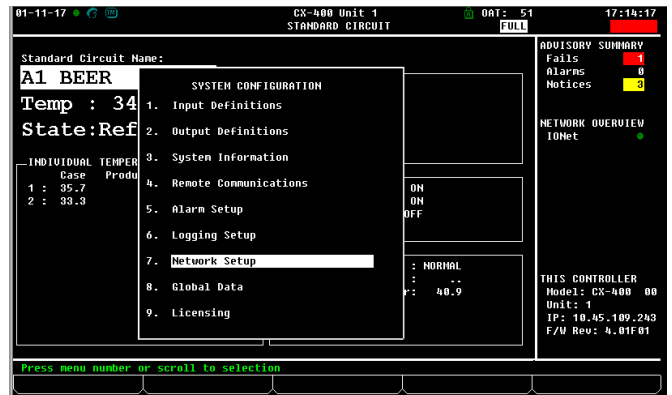 01-11-17 CX-400 Unit 1 OAT: 51 17:14:17
STANDARD CIRCUIT FULL
Standard Circuit Name:
A1 BEER
Temp : 34
State:Ref
INDIVIDUAL TEMPER
Case Produ
1 : 35.7
2 : 33.3
SYSTEM CONFIGURATION
1. Input Definitions
2. Output Definitions
3. System Information
4. Remote Communications
5. Alarm Setup
6. Logging Setup
7. Network Setup
8. Global Data
9. Licensing
ON
ON
OFF
: NORMAL
: ..
r: 40.9
ADVISORY SUMMARY
Fails 1
Alarms 0
Notices 3
NETWORK OVERVIEW
IONet
THIS CONTROLLER
Model: CX-400 00
Unit: 1
IP: 10.45.109.243
F/W Rev: 4.01F01
Press menu number or scroll to selection